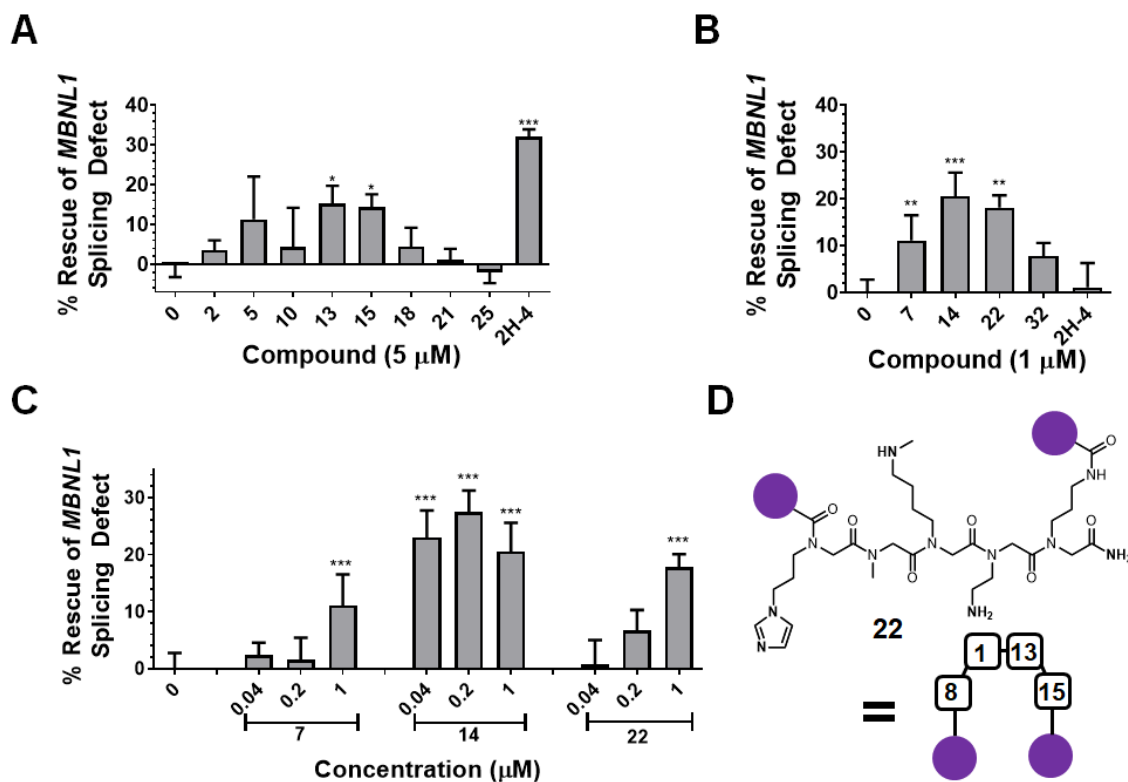 A
% Rescue of MBNL1
Splicing Defect
40
30
20
10
0
*
*
***
0 2 5 10 13 15 18 21 25 2H-4
Compound (5 μM)
B
% Rescue of MBNL1
Splicing Defect
40
30
20
10
0
**
***
**
0 7 14 22 32 2H-4
Compound (1 μM)
C
% Rescue of MBNL1
Splicing Defect
30
20
10
0
***
***
***
***
***
0 0.04 0.2 1 0.04 0.2 1 0.04 0.2 1
7 14 22
Concentration (μM)
D
HN
O
NH
O
O
O
O
N
N
N
N
N
NH₂
O
O
NH₂
N
N
22
=
8 1 13 15